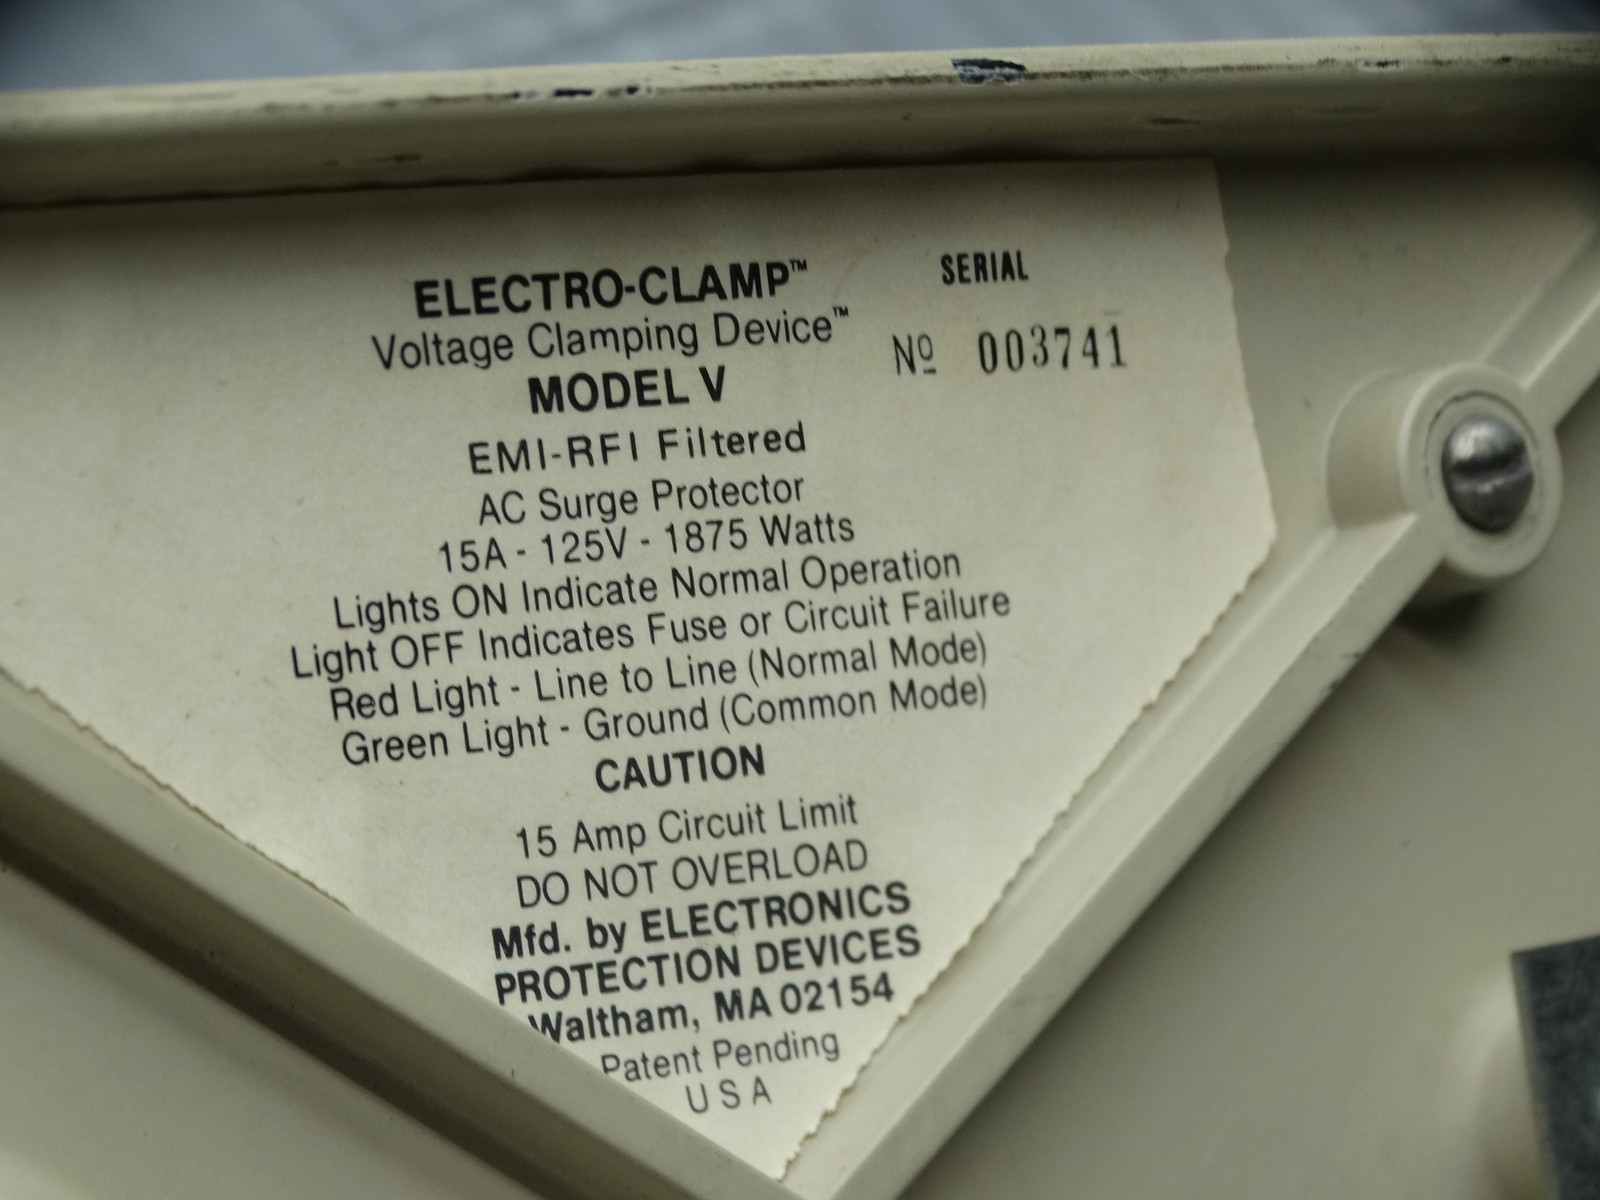 ELECTRO-CLAMP™
Voltage Clamping Device™
MODEL V
SERIAL
Nº 003741
EMI-RFI Filtered
AC Surge Protector
15A - 125V - 1875 Watts
Lights ON Indicate Normal Operation
Light OFF Indicates Fuse or Circuit Failure
Red Light - Line to Line (Normal Mode)
Green Light - Ground (Common Mode)
CAUTION
15 Amp Circuit Limit
DO NOT OVERLOAD
Mfd. by ELECTRONICS
PROTECTION DEVICES
Waltham, MA 02154
Patent Pending
U S A